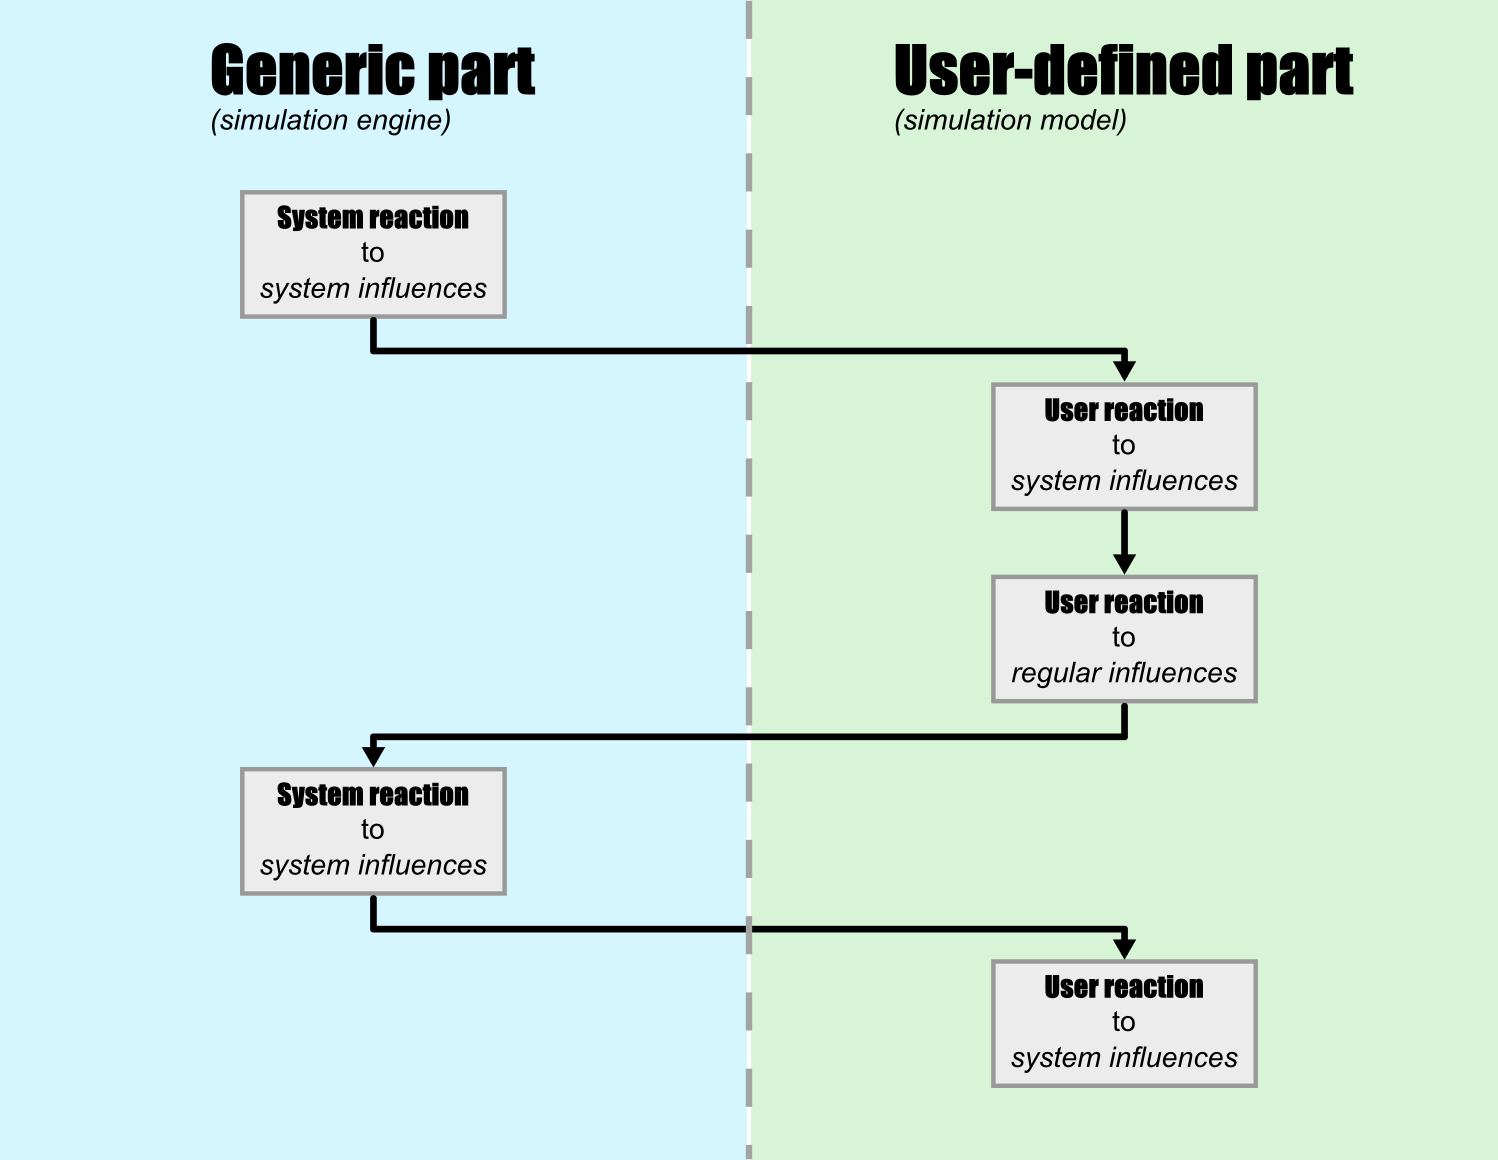 Generic part
(simulation engine)
User-defined part
(simulation model)
System reaction
to
system influences
User reaction
to
system influences
User reaction
to
regular influences
System reaction
to
system influences
User reaction
to
system influences